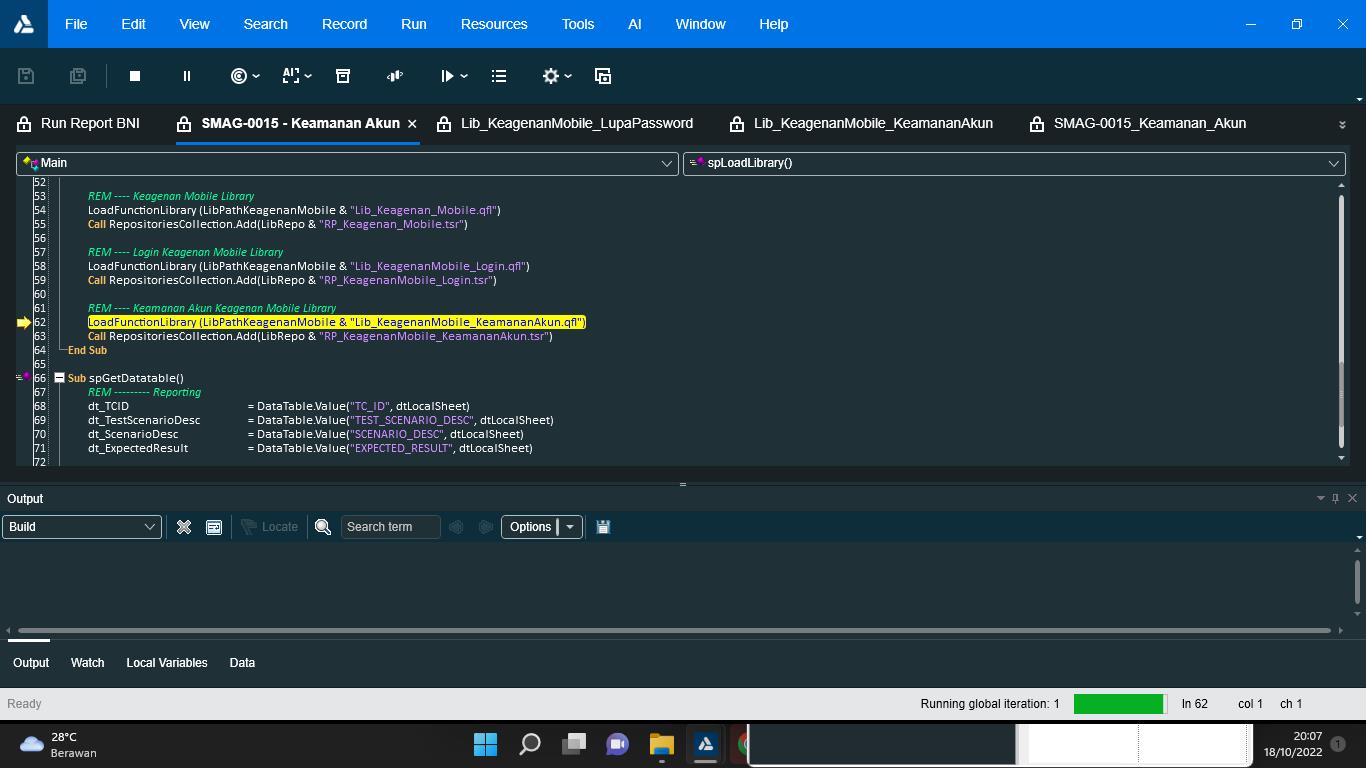 File Edit View Search Record Run Resources Tools AI Window Help
Run Report BNI SMAG-0015 - Keamanan Akun Lib_KeagenanMobile_LupaPassword Lib_KeagenanMobile_KeamananAkun SMAG-0015_Keamanan_Akun
Main spLoadLibrary()
52
53 REM ---- Keagenan Mobile Library
54 LoadFunctionLibrary (LibPathKeagenanMobile & "Lib_Keagenan_Mobile.qfl")
55 Call RepositoriesCollection.Add(LibRepo & "RP_Keagenan_Mobile.tsr")
56
57 REM ---- Login Keagenan Mobile Library
58 LoadFunctionLibrary (LibPathKeagenanMobile & "Lib_KeagenanMobile_Login.qfl")
59 Call RepositoriesCollection.Add(LibRepo & "RP_KeagenanMobile_Login.tsr")
60
61 REM ---- Keamanan Akun Keagenan Mobile Library
62 LoadFunctionLibrary (LibPathKeagenanMobile & "Lib_KeagenanMobile_KeamananAkun.qfl")
63 Call RepositoriesCollection.Add(LibRepo & "RP_KeagenanMobile_KeamananAkun.tsr")
64 End Sub
65
66 Sub spGetDatatable()
67 REM --------- Reporting
68 dt_TCID = DataTable.Value("TC_ID", dtLocalSheet)
69 dt_TestScenarioDesc = DataTable.Value("TEST_SCENARIO_DESC", dtLocalSheet)
70 dt_ScenarioDesc = DataTable.Value("SCENARIO_DESC", dtLocalSheet)
71 dt_ExpectedResult = DataTable.Value("EXPECTED_RESULT", dtLocalSheet)
72
Output
Build Locate Search term Options
Output Watch Local Variables Data
Ready Running global iteration: 1 ln 62 col 1 ch 1
28°C
Berawan
20:07
18/10/2022
1